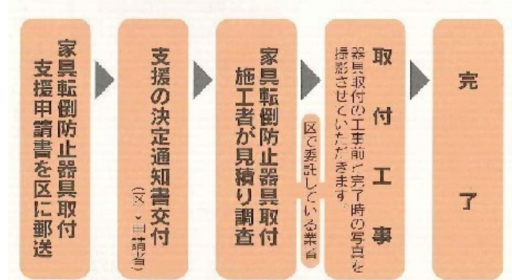 家具転倒防止器具取付
支援申請書を区に郵送
支援の決定通知書交付
(区→申請者)
家具転倒防止器具取付
施工者が見積り調査
区で委託している業者
取付工事
器具取付の工事前と完了時の写真を
撮影させていただきます。
完了